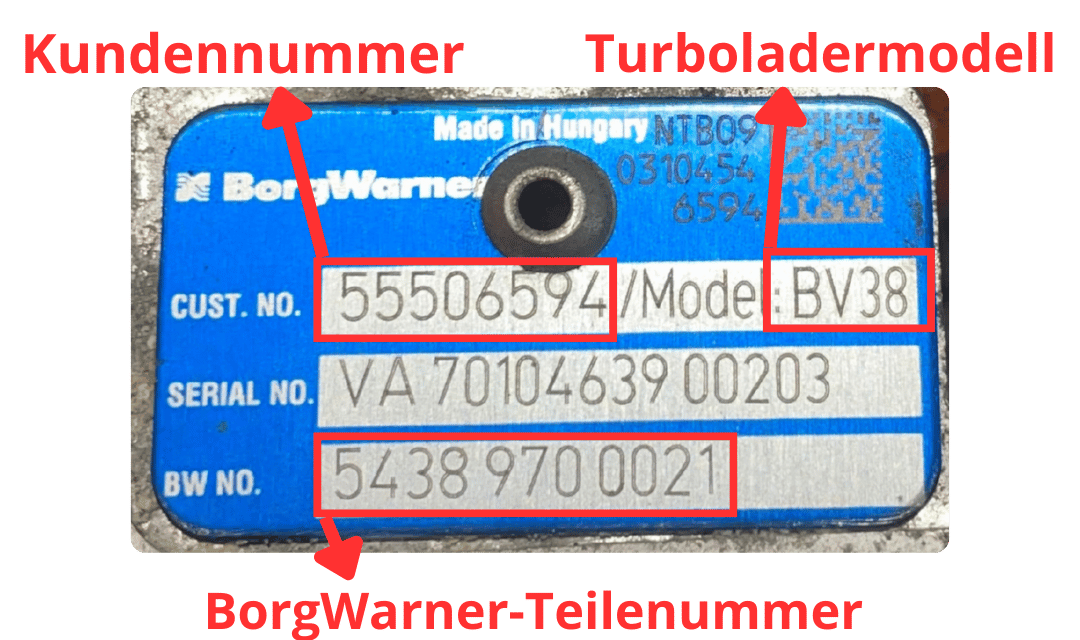 Kundennummer
Turboladermodell
Made in Hungary
NTB09
0310454
6594
BorgWarner
CUST. NO. 55506594 /Model: BV38
SERIAL NO. VA 70104639 00203
BW NO. 5438 970 0021
BorgWarner-Teilenummer